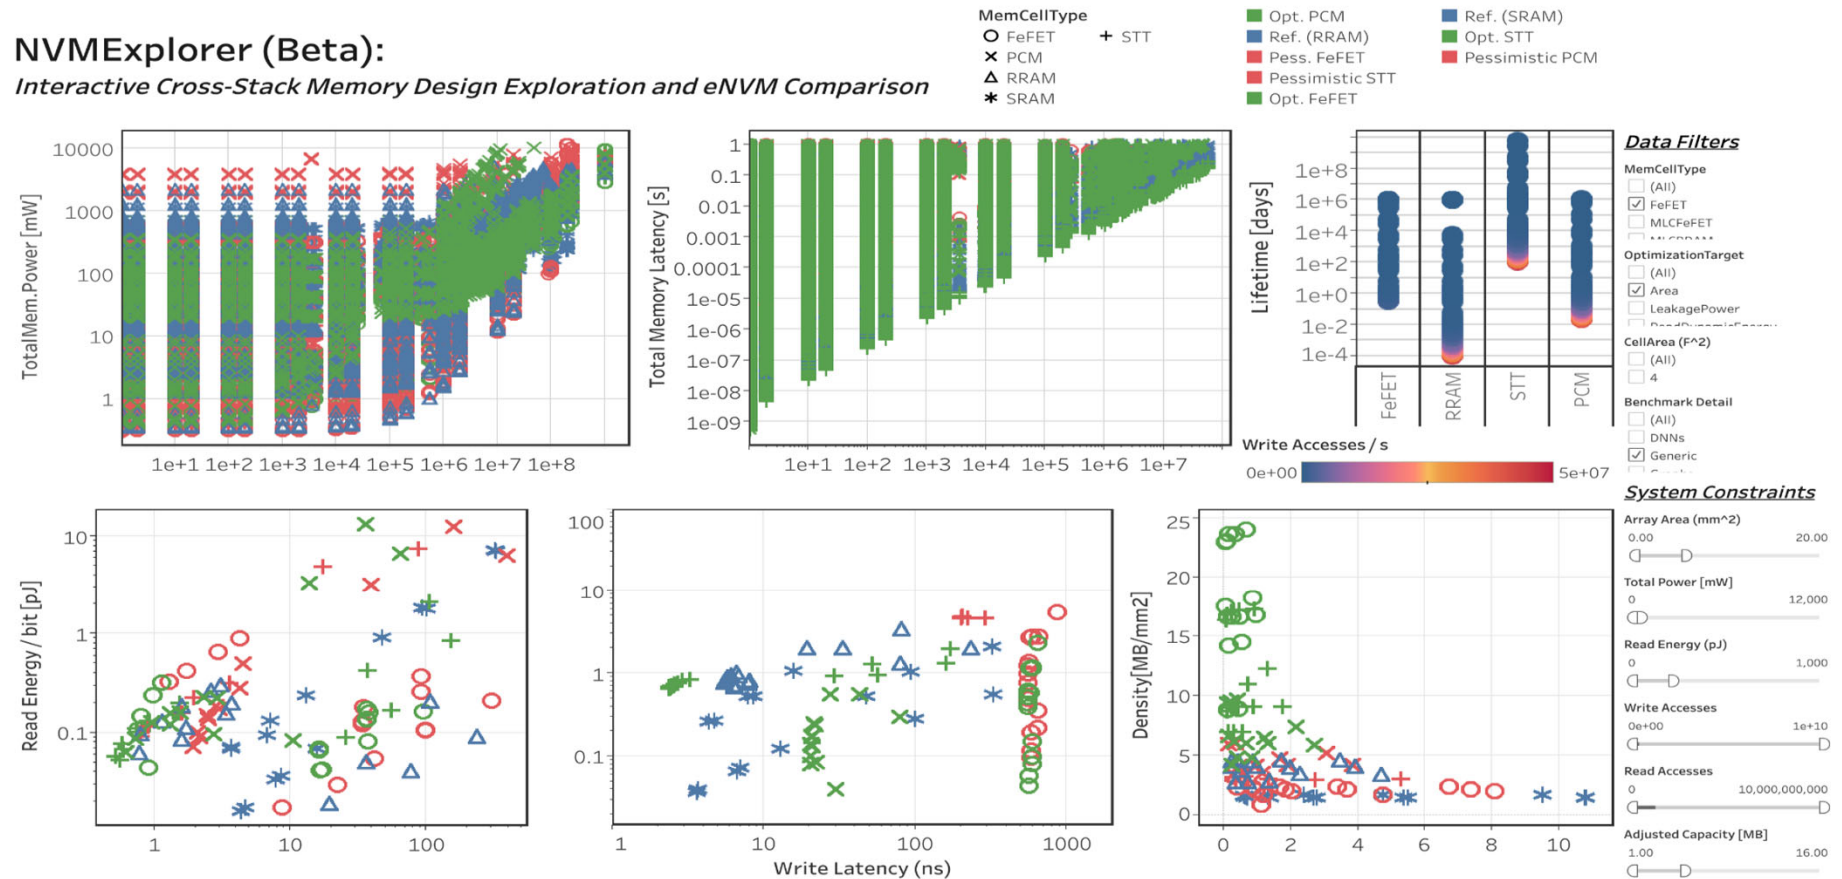 NVMExplorer (Beta):
Interactive Cross-Stack Memory Design Exploration and eNVM Comparison
MemCellType
FeFET
STT
PCM
RRAM
SRAM
Opt. PCM
Ref. (SRAM)
Ref. (RRAM)
Opt. STT
Pess. FeFET
Pessimistic PCM
Pessimistic STT
Opt. FeFET
TotalMem.Power [mW]
10000
1000
100
10
1
1e+1 1e+2 1e+3 1e+4 1e+5 1e+6 1e+7 1e+8
Total Memory Latency [s]
1
0.1
0.01
0.001
0.0001
1e-05
1e-06
1e-07
1e-08
1e-09
1e+1 1e+2 1e+3 1e+4 1e+5 1e+6 1e+7
Lifetime [days]
1e+8
1e+6
1e+4
1e+2
1e+0
1e-2
1e-4
FeFET RRAM STT PCM
Write Accesses / s
0e+00 5e+07
Data Filters
MemCellType
(All)
FeFET
MLCFeFET
OptimizationTarget
(All)
Area
LeakagePower
CellArea (F^2)
(All)
4
Benchmark Detail
(All)
DNNs
Generic
System Constraints
Array Area (mm^2)
0.00 20.00
Total Power [mW]
0 12,000
Read Energy (pJ)
0 1,000
Write Accesses
0e+00 1e+10
Read Accesses
0 10,000,000,000
Adjusted Capacity [MB]
1.00 16.00
Read Energy / bit [pJ]
10
1
0.1
1 10 100
100
10
1
0.1
1 10 100 1000
Write Latency (ns)
Density[MB/mm2]
25
20
15
10
5
0
0 2 4 6 8 10